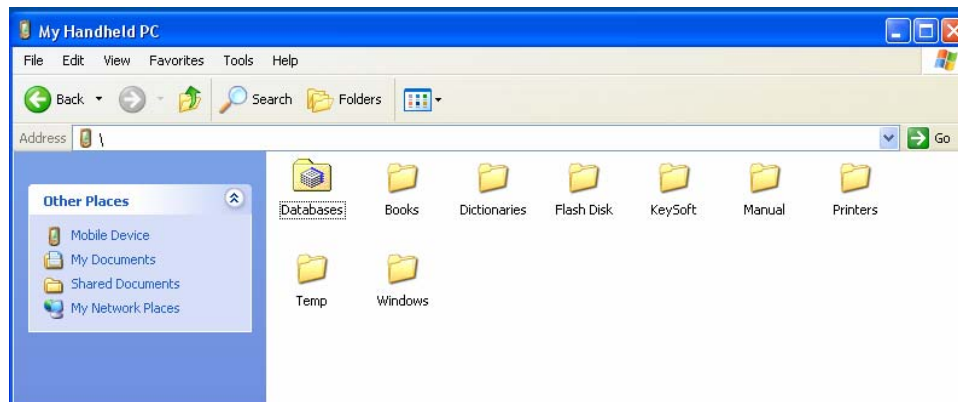 My Handheld PC
File Edit View Favorites Tools Help
Back Search Folders
Address \ Go
Other Places
Mobile Device
My Documents
Shared Documents
My Network Places
Databases Books Dictionaries Flash Disk KeySoft Manual Printers
Temp Windows